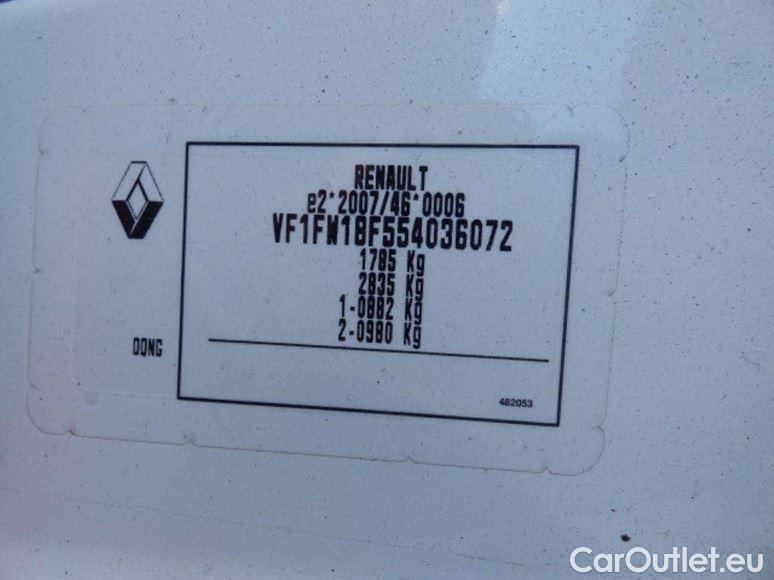 RENAULT
e2*2007/46*0006
VF1FW18F554036072
1785 Kg
2835 Kg
1-0882 Kg
2-0980 Kg
DQNG
482053
CarOutlet.eu